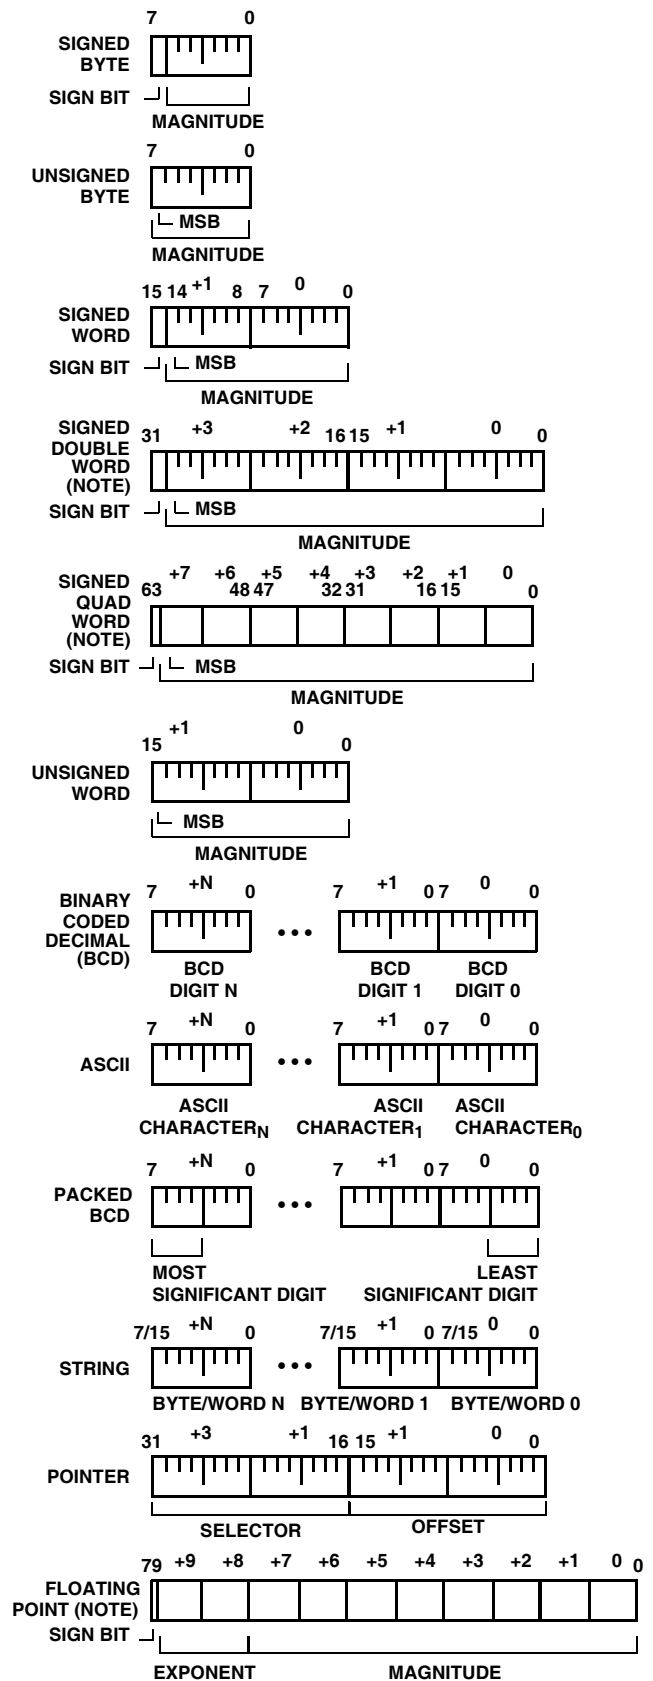 7 0
SIGNED
BYTE
SIGN BIT
MAGNITUDE
7 0
UNSIGNED
BYTE
MSB
MAGNITUDE
15 14 +1 8 7 0 0
SIGNED
WORD
SIGN BIT MSB
MAGNITUDE
SIGNED
DOUBLE
WORD
(NOTE)
31 +3 +2 16 15 +1 0 0
SIGN BIT MSB
MAGNITUDE
SIGNED
QUAD
WORD
(NOTE)
+7 +6 +5 +4 +3 +2 +1 0
63 48 47 32 31 16 15 0
SIGN BIT MSB
MAGNITUDE
+1 0
15 0
UNSIGNED
WORD
MSB
MAGNITUDE
BINARY
CODED
DECIMAL
(BCD)
7 +N 0 7 +1 0 7 0 0
•••
BCD
DIGIT N
BCD
DIGIT 1
BCD
DIGIT 0
7 +N 0 7 +1 0 7 0 0
ASCII •••
ASCII
CHARACTERN
ASCII
CHARACTER1
ASCII
CHARACTER0
7 +N 0 7 +1 0 7 0 0
PACKED
BCD
•••
MOST
SIGNIFICANT DIGIT
LEAST
SIGNIFICANT DIGIT
7/15 +N 0 7/15 +1 0 7/15 0 0
STRING •••
BYTE/WORD N BYTE/WORD 1 BYTE/WORD 0
31 +3 +1 16 15 +1 0 0
POINTER
SELECTOR OFFSET
79 +9 +8 +7 +6 +5 +4 +3 +2 +1 0 0
FLOATING
POINT (NOTE)
SIGN BIT
EXPONENT MAGNITUDE